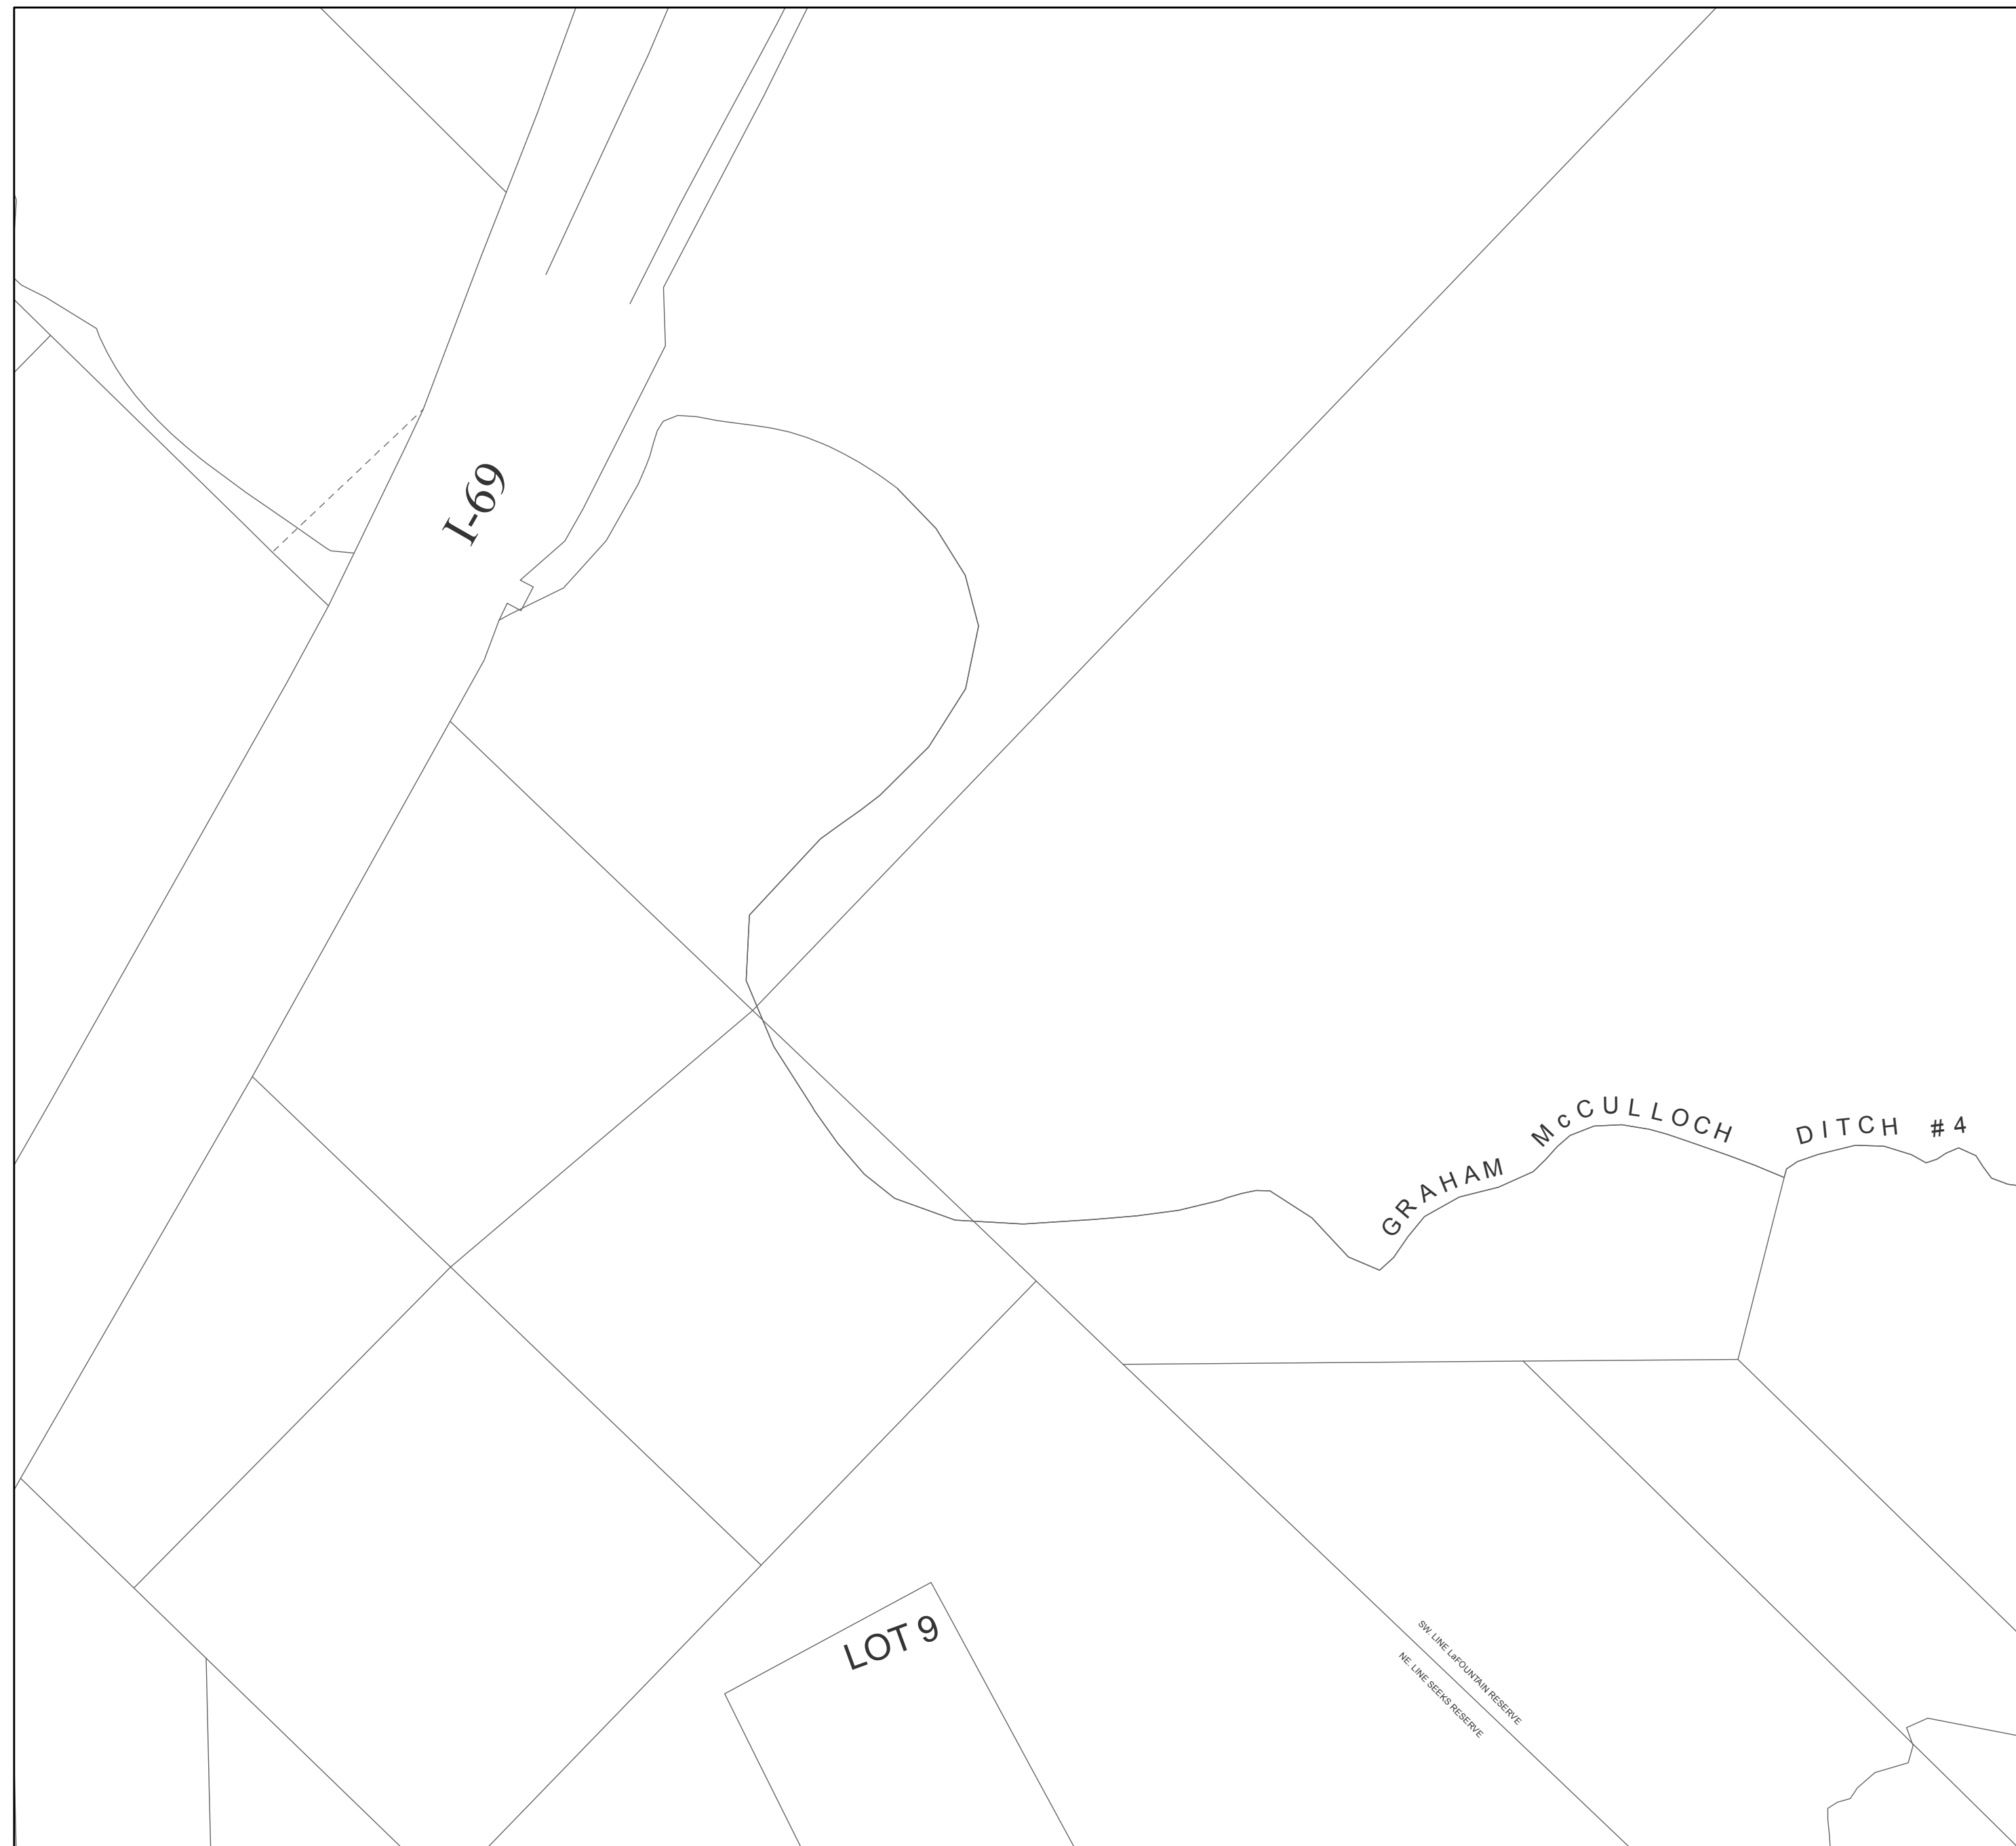 I-69
GRAHAM McCULLOCH DITCH #4
LOT 9
SW. LINE LaFOUNTAIN RESERVE
NE. LINE SEEKS RESERVE